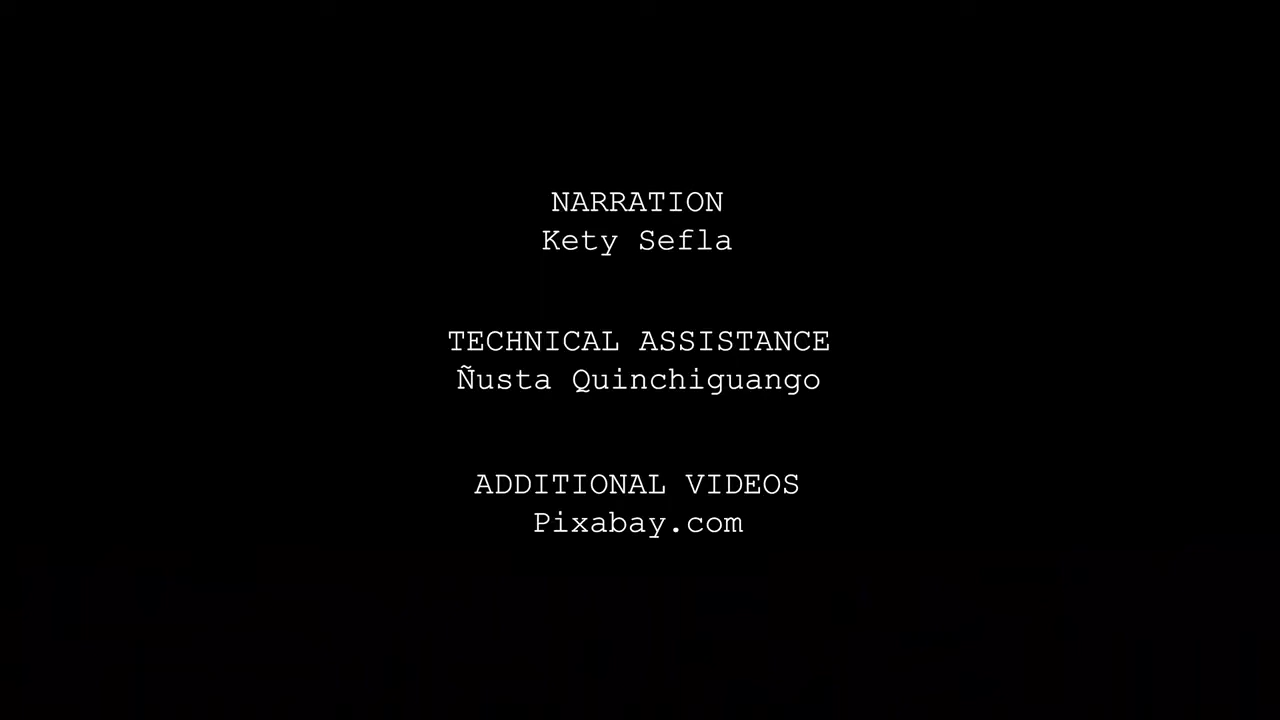 NARRATION
Kety Sefla
TECHNICAL ASSISTANCE
Ñusta Quinchiguango
ADDITIONAL VIDEOS
Pixabay.com